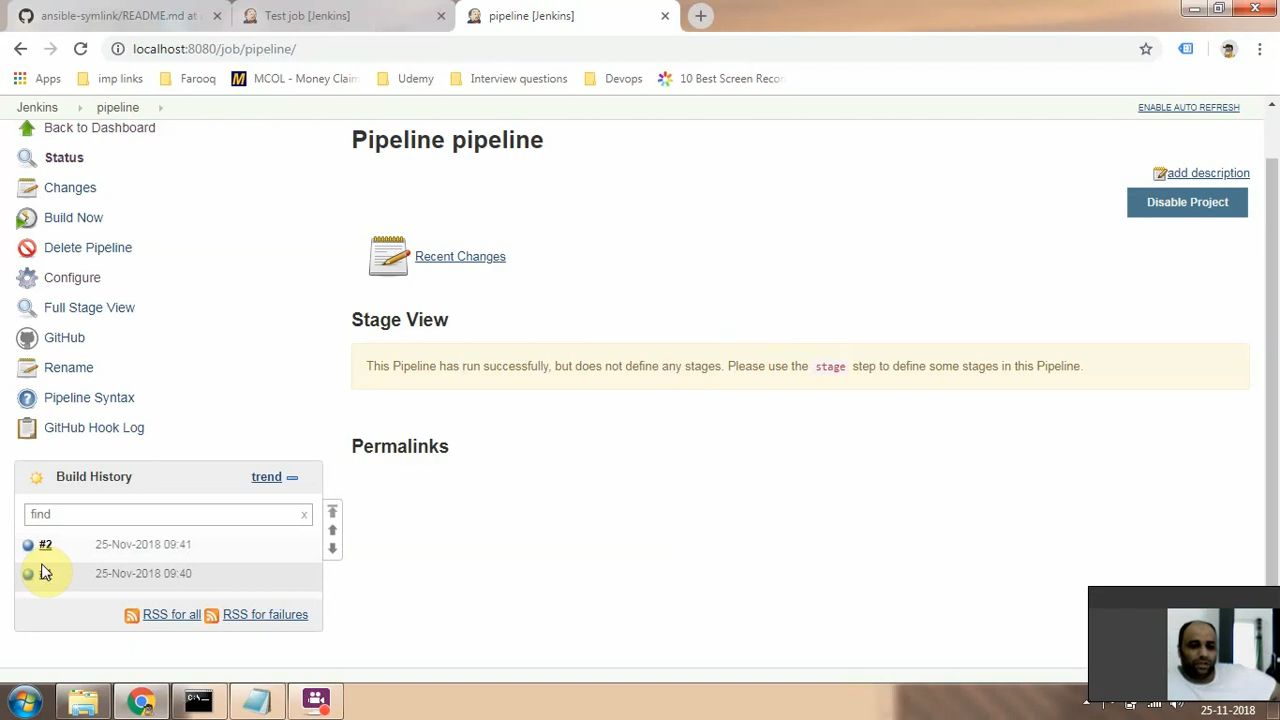 ansible-symlink/README.md at
Test job [Jenkins]
pipeline [Jenkins]
localhost:8080/job/pipeline/
Apps
imp links
Farooq
MCOL - Money Clai
Udemy
Interview questions
Devops
10 Best Screen Reco
Jenkins
pipeline
ENABLE AUTO REFRESH
Back to Dashboard
Status
Changes
Build Now
Delete Pipeline
Configure
Full Stage View
GitHub
Rename
Pipeline Syntax
GitHub Hook Log
Build History
trend
find
x
#2 25-Nov-2018 09:41
25-Nov-2018 09:40
RSS for all
RSS for failures
Pipeline pipeline
add description
Disable Project
Recent Changes
Stage View
This Pipeline has run successfully, but does not define any stages. Please use the stage step to define some stages in this Pipeline.
Permalinks
25-11-2018